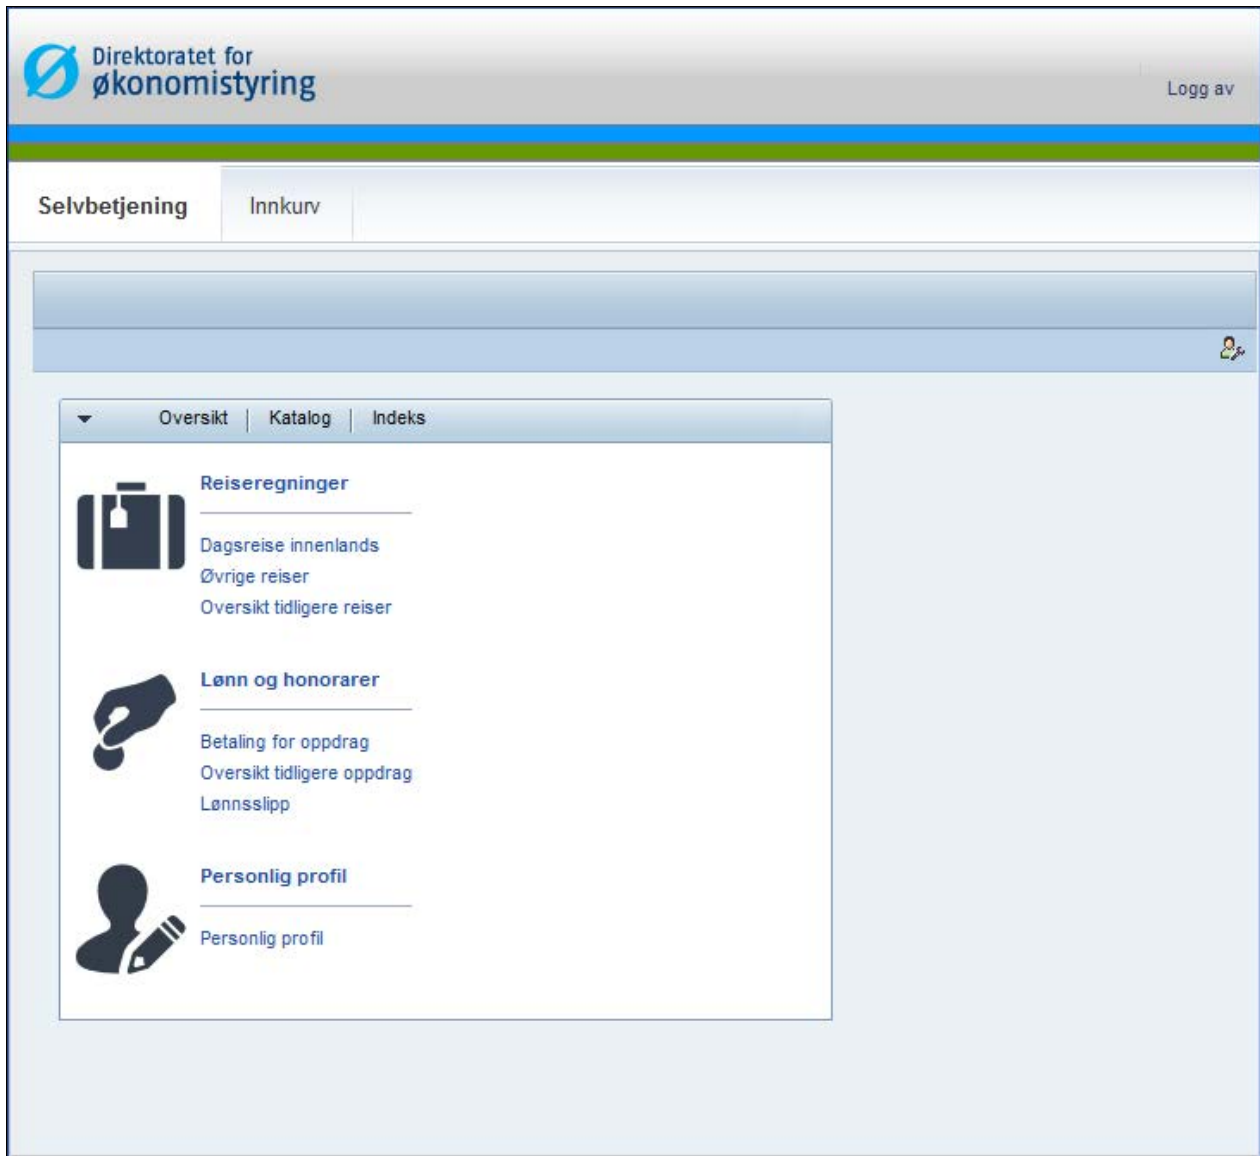 Direktoratet for
økonomistyring
Logg av
Selvbetjening Innkurv
Oversikt | Katalog | Indeks
Reiseregninger
Dagsreise innenlands
Øvrige reiser
Oversikt tidligere reiser
Lønn og honorarer
Betaling for oppdrag
Oversikt tidligere oppdrag
Lønnsslipp
Personlig profil
Personlig profil